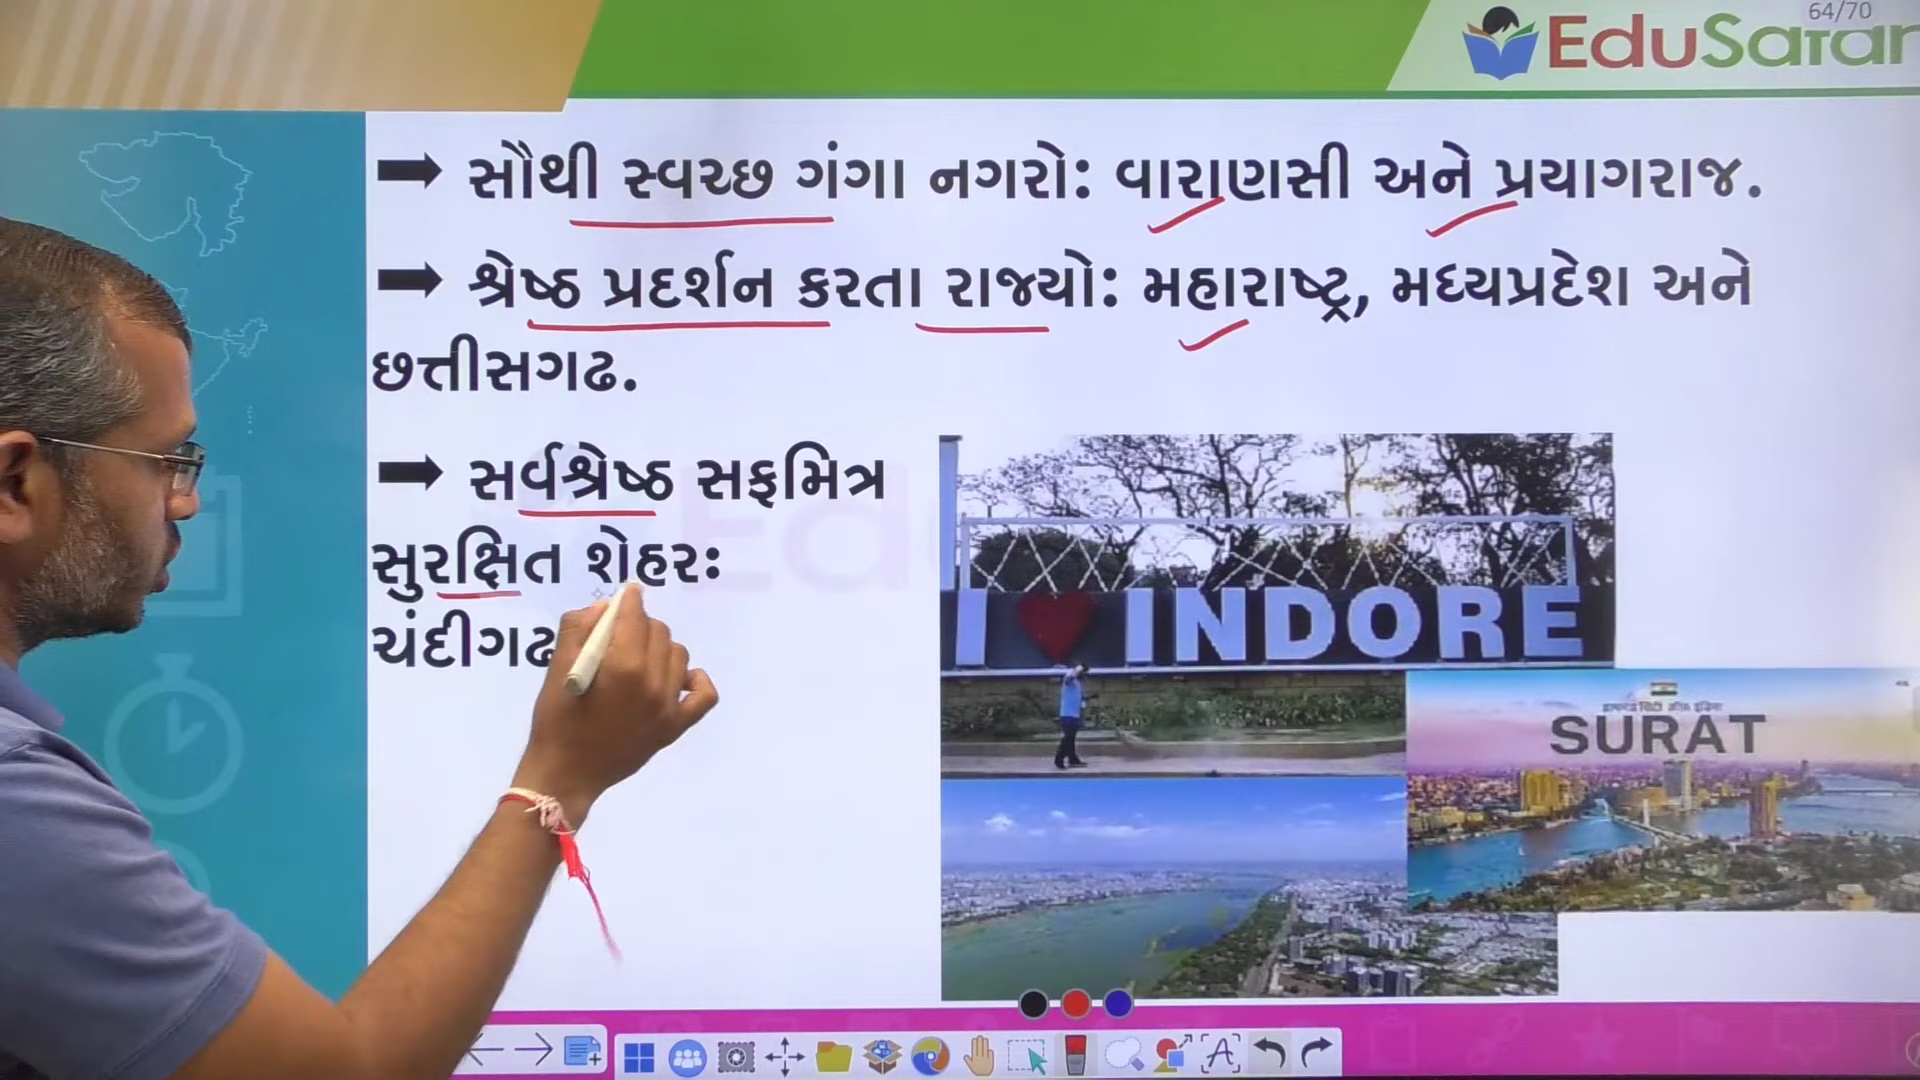 64/70
EduSafar
➡ સૌથી સ્વચ્છ ગંગા નગરો: વારાણસી અને પ્રયાગરાજ.
➡ શ્રેષ્ઠ પ્રદર્શન કરતા રાજ્યો: મહારાષ્ટ્ર, મધ્યપ્રદેશ અને
છત્તીસગઢ.
➡ સર્વશ્રેષ્ઠ સફમિત્ર
સુરક્ષિત શેહરઃ
ચંદીગઢ
I ❤ INDORE
SURAT